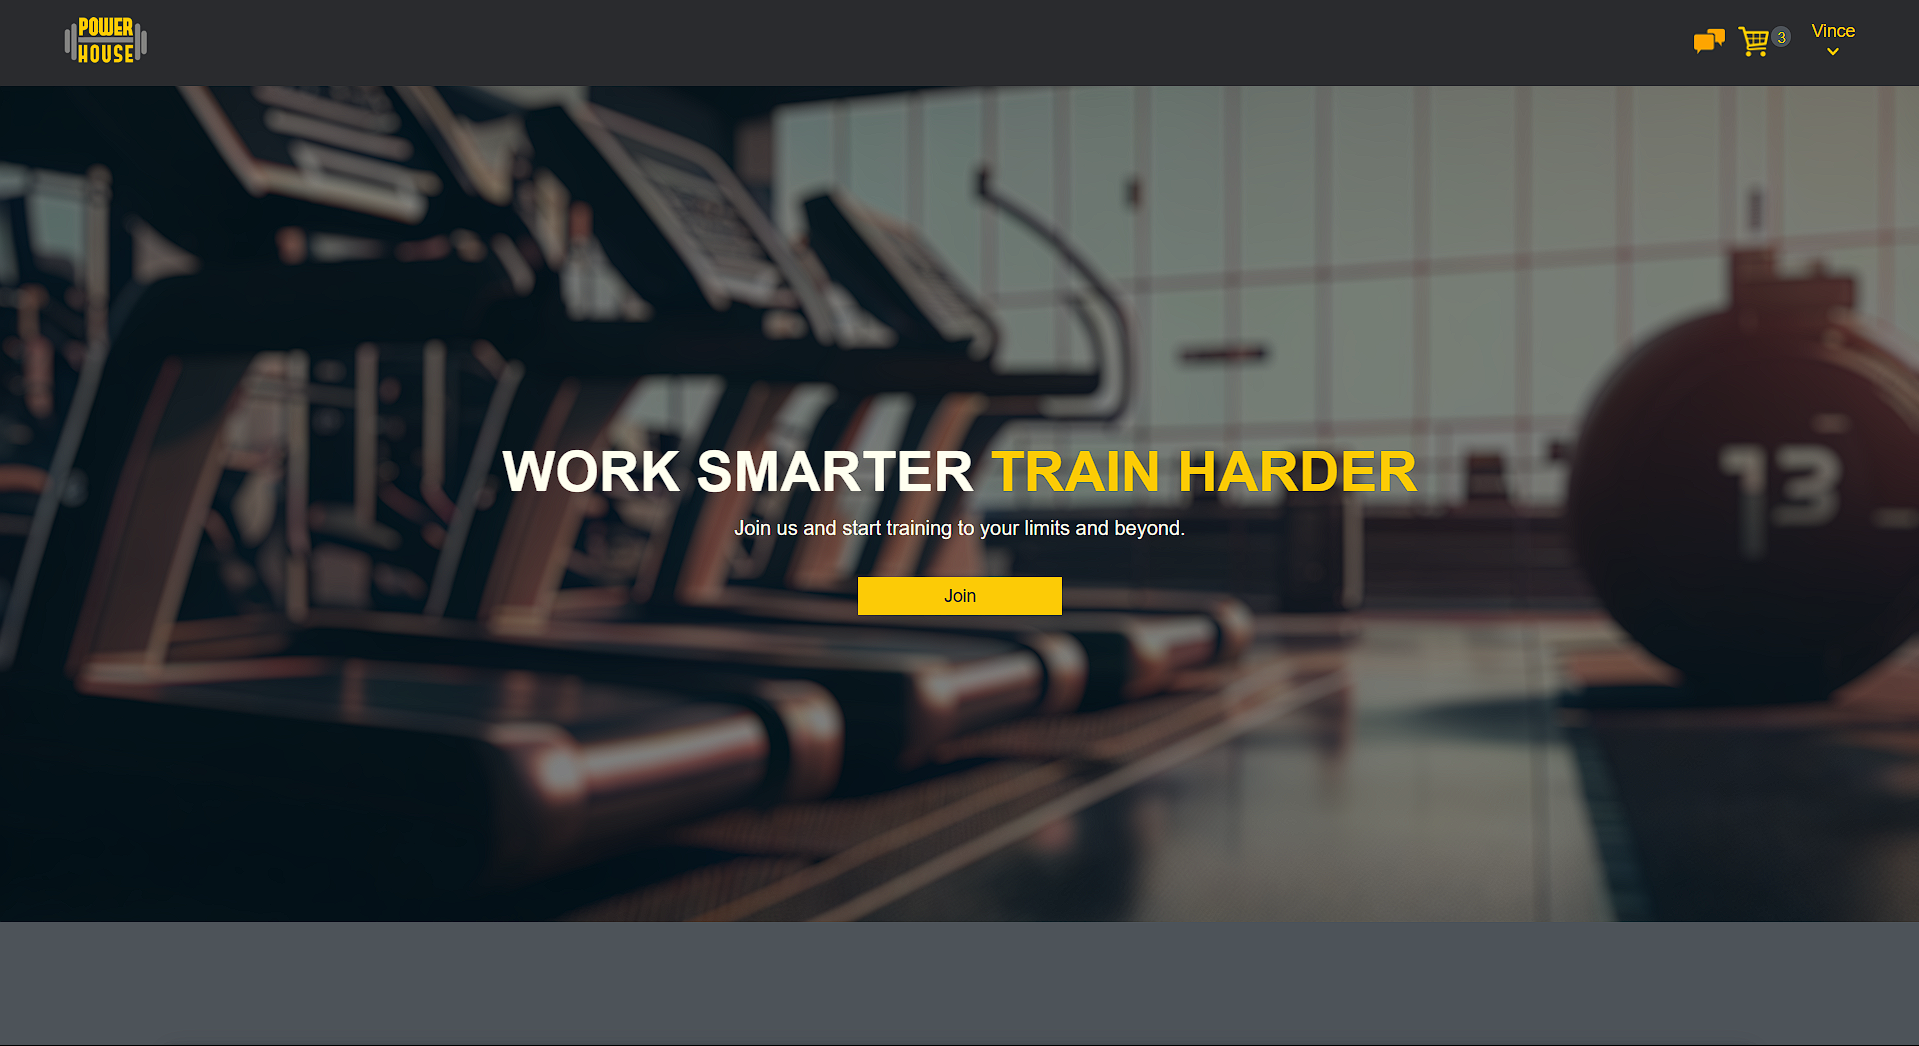 POWER
HOUSE
3
Vince
WORK SMARTER TRAIN HARDER
Join us and start training to your limits and beyond.
Join
13